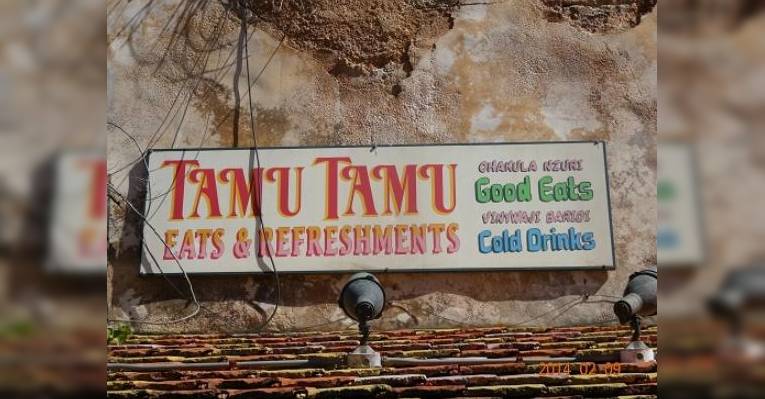 TAMU TAMU
EATS & REFRESHMENTS
CHAKULA NZURI
Good Eats
VINYWAJI BARIDI
Cold Drinks
2014 02 09